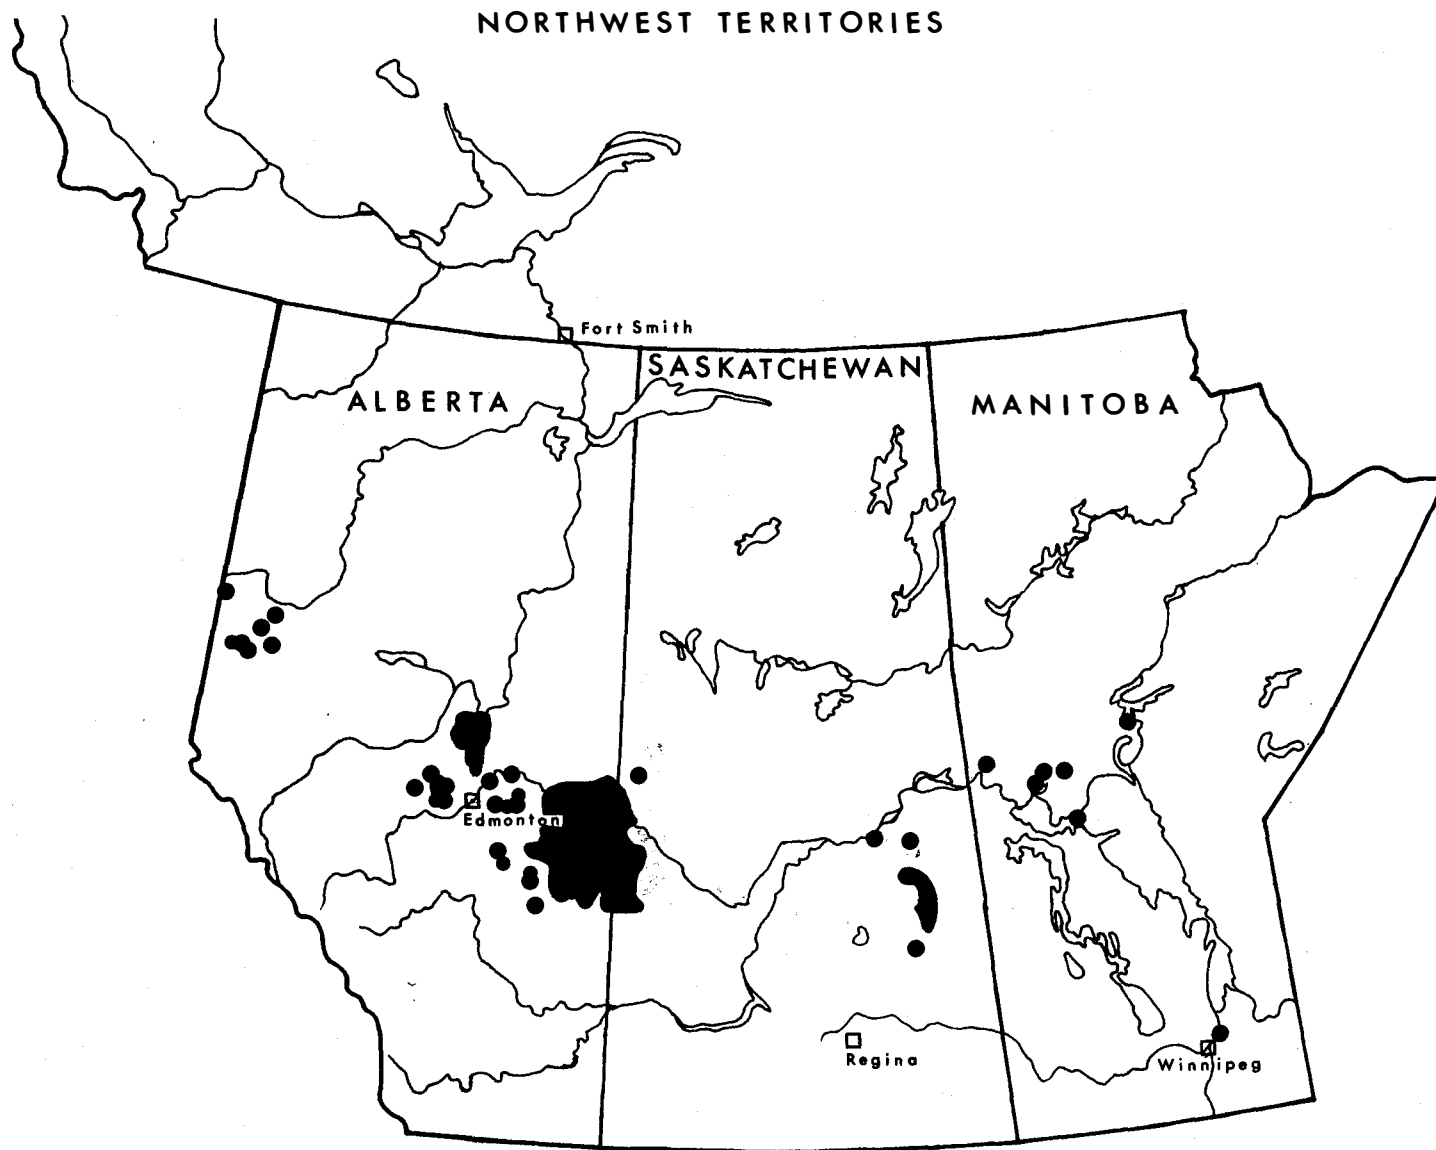 NORTHWEST TERRITORIES
Fort Smith
SASKATCHEWAN
ALBERTA
MANITOBA
Edmonton
Regina
Winnipeg